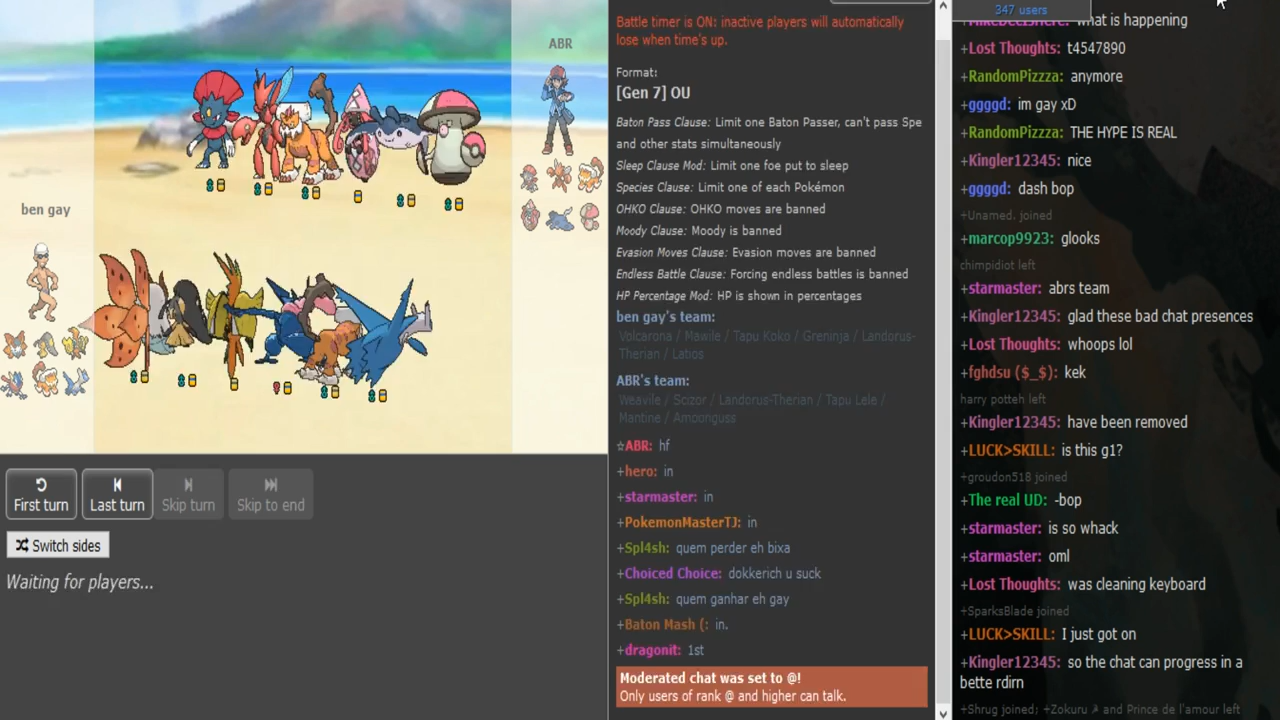 ABR
ben gay
First turn
Last turn
Skip turn
Skip to end
Switch sides
Waiting for players...
Battle timer is ON: inactive players will automatically
lose when time's up.
Format:
[Gen 7] OU
Baton Pass Clause: Limit one Baton Passer, can't pass Spe
and other stats simultaneously
Sleep Clause Mod: Limit one foe put to sleep
Species Clause: Limit one of each Pokémon
OHKO Clause: OHKO moves are banned
Moody Clause: Moody is banned
Evasion Moves Clause: Evasion moves are banned
Endless Battle Clause: Forcing endless battles is banned
HP Percentage Mod: HP is shown in percentages
ben gay's team:
Volcarona / Mawile / Tapu Koko / Greninja / Landorus-
Therian / Latios
ABR's team:
Weavile / Scizor / Landorus-Therian / Tapu Lele /
Mantine / Amoonguss
☆ABR: hf
+hero: in
+starmaster: in
+PokemonMasterTJ: in
+Spl4sh: quem perder eh bixa
+Choiced Choice: dokkerich u suck
+Spl4sh: quem ganhar eh gay
+Baton Mash (: in.
+dragonit: 1st
Moderated chat was set to @!
Only users of rank @ and higher can talk.
347 users
what is happening
+Lost Thoughts: t4547890
+RandomPizzza: anymore
+ggggd: im gay xD
+RandomPizzza: THE HYPE IS REAL
+Kingler12345: nice
+ggggd: dash bop
+Unamed. joined
+marcop9923: glooks
chimpidiot left
+starmaster: abrs team
+Kingler12345: glad these bad chat presences
+Lost Thoughts: whoops lol
+fghdsu ($_$): kek
harry potteh left
+Kingler12345: have been removed
+LUCK>SKILL: is this g1?
+groudon518 joined
+The real UD: -bop
+starmaster: is so whack
+starmaster: oml
+Lost Thoughts: was cleaning keyboard
+SparksBlade joined
+LUCK>SKILL: I just got on
+Kingler12345: so the chat can progress in a
bette rdirn
+Shrug joined; +Zokuru and Prince de l'amour left